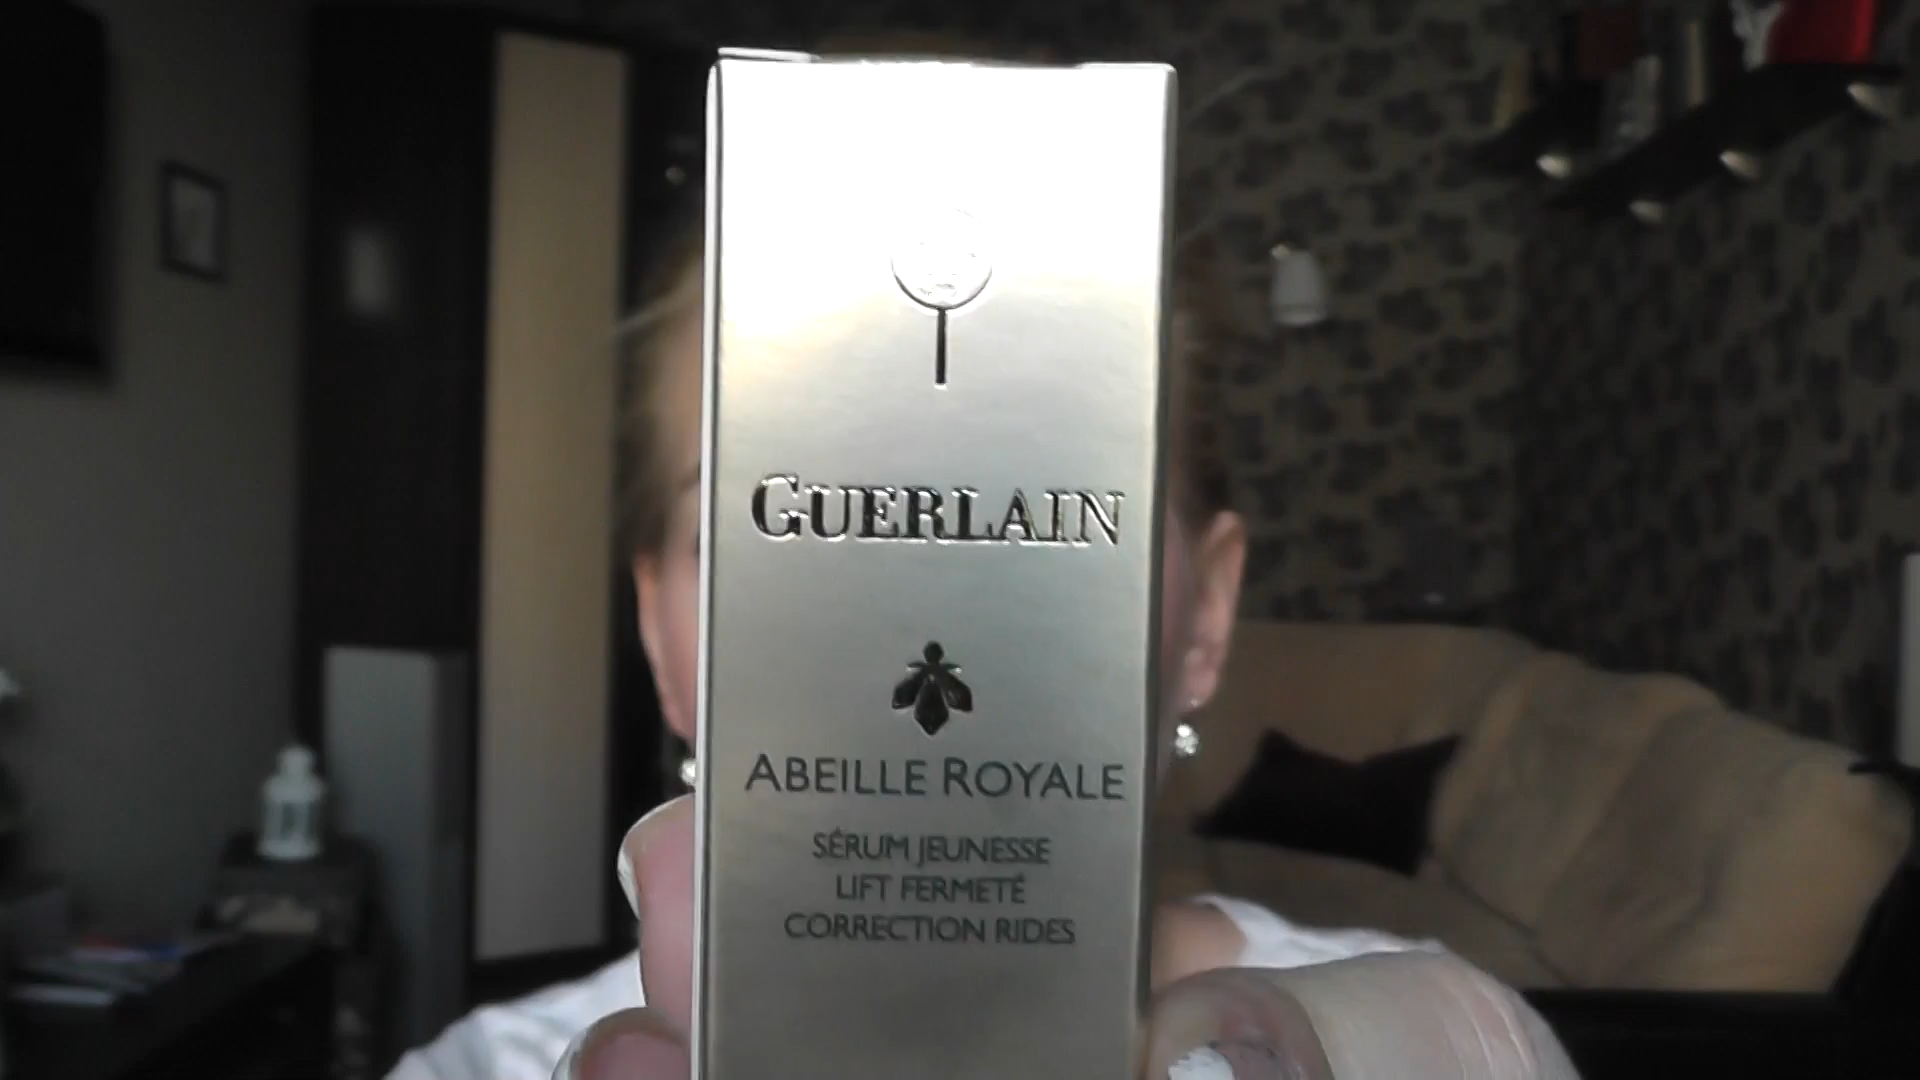 GUERLAIN
ABEILLE ROYALE
SÉRUM JEUNESSE
LIFT FERMETÉ
CORRECTION RIDES